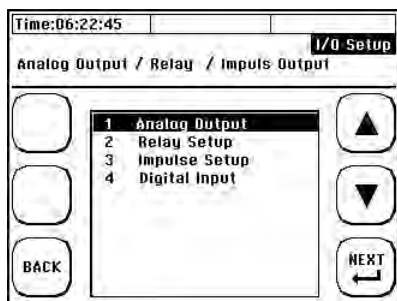 Time:06:22:45
I/O Setup
Analog Output / Relay / Impuls Output
1 Analog Output
2 Relay Setup
3 Impulse Setup
4 Digital Input
BACK
NEXT